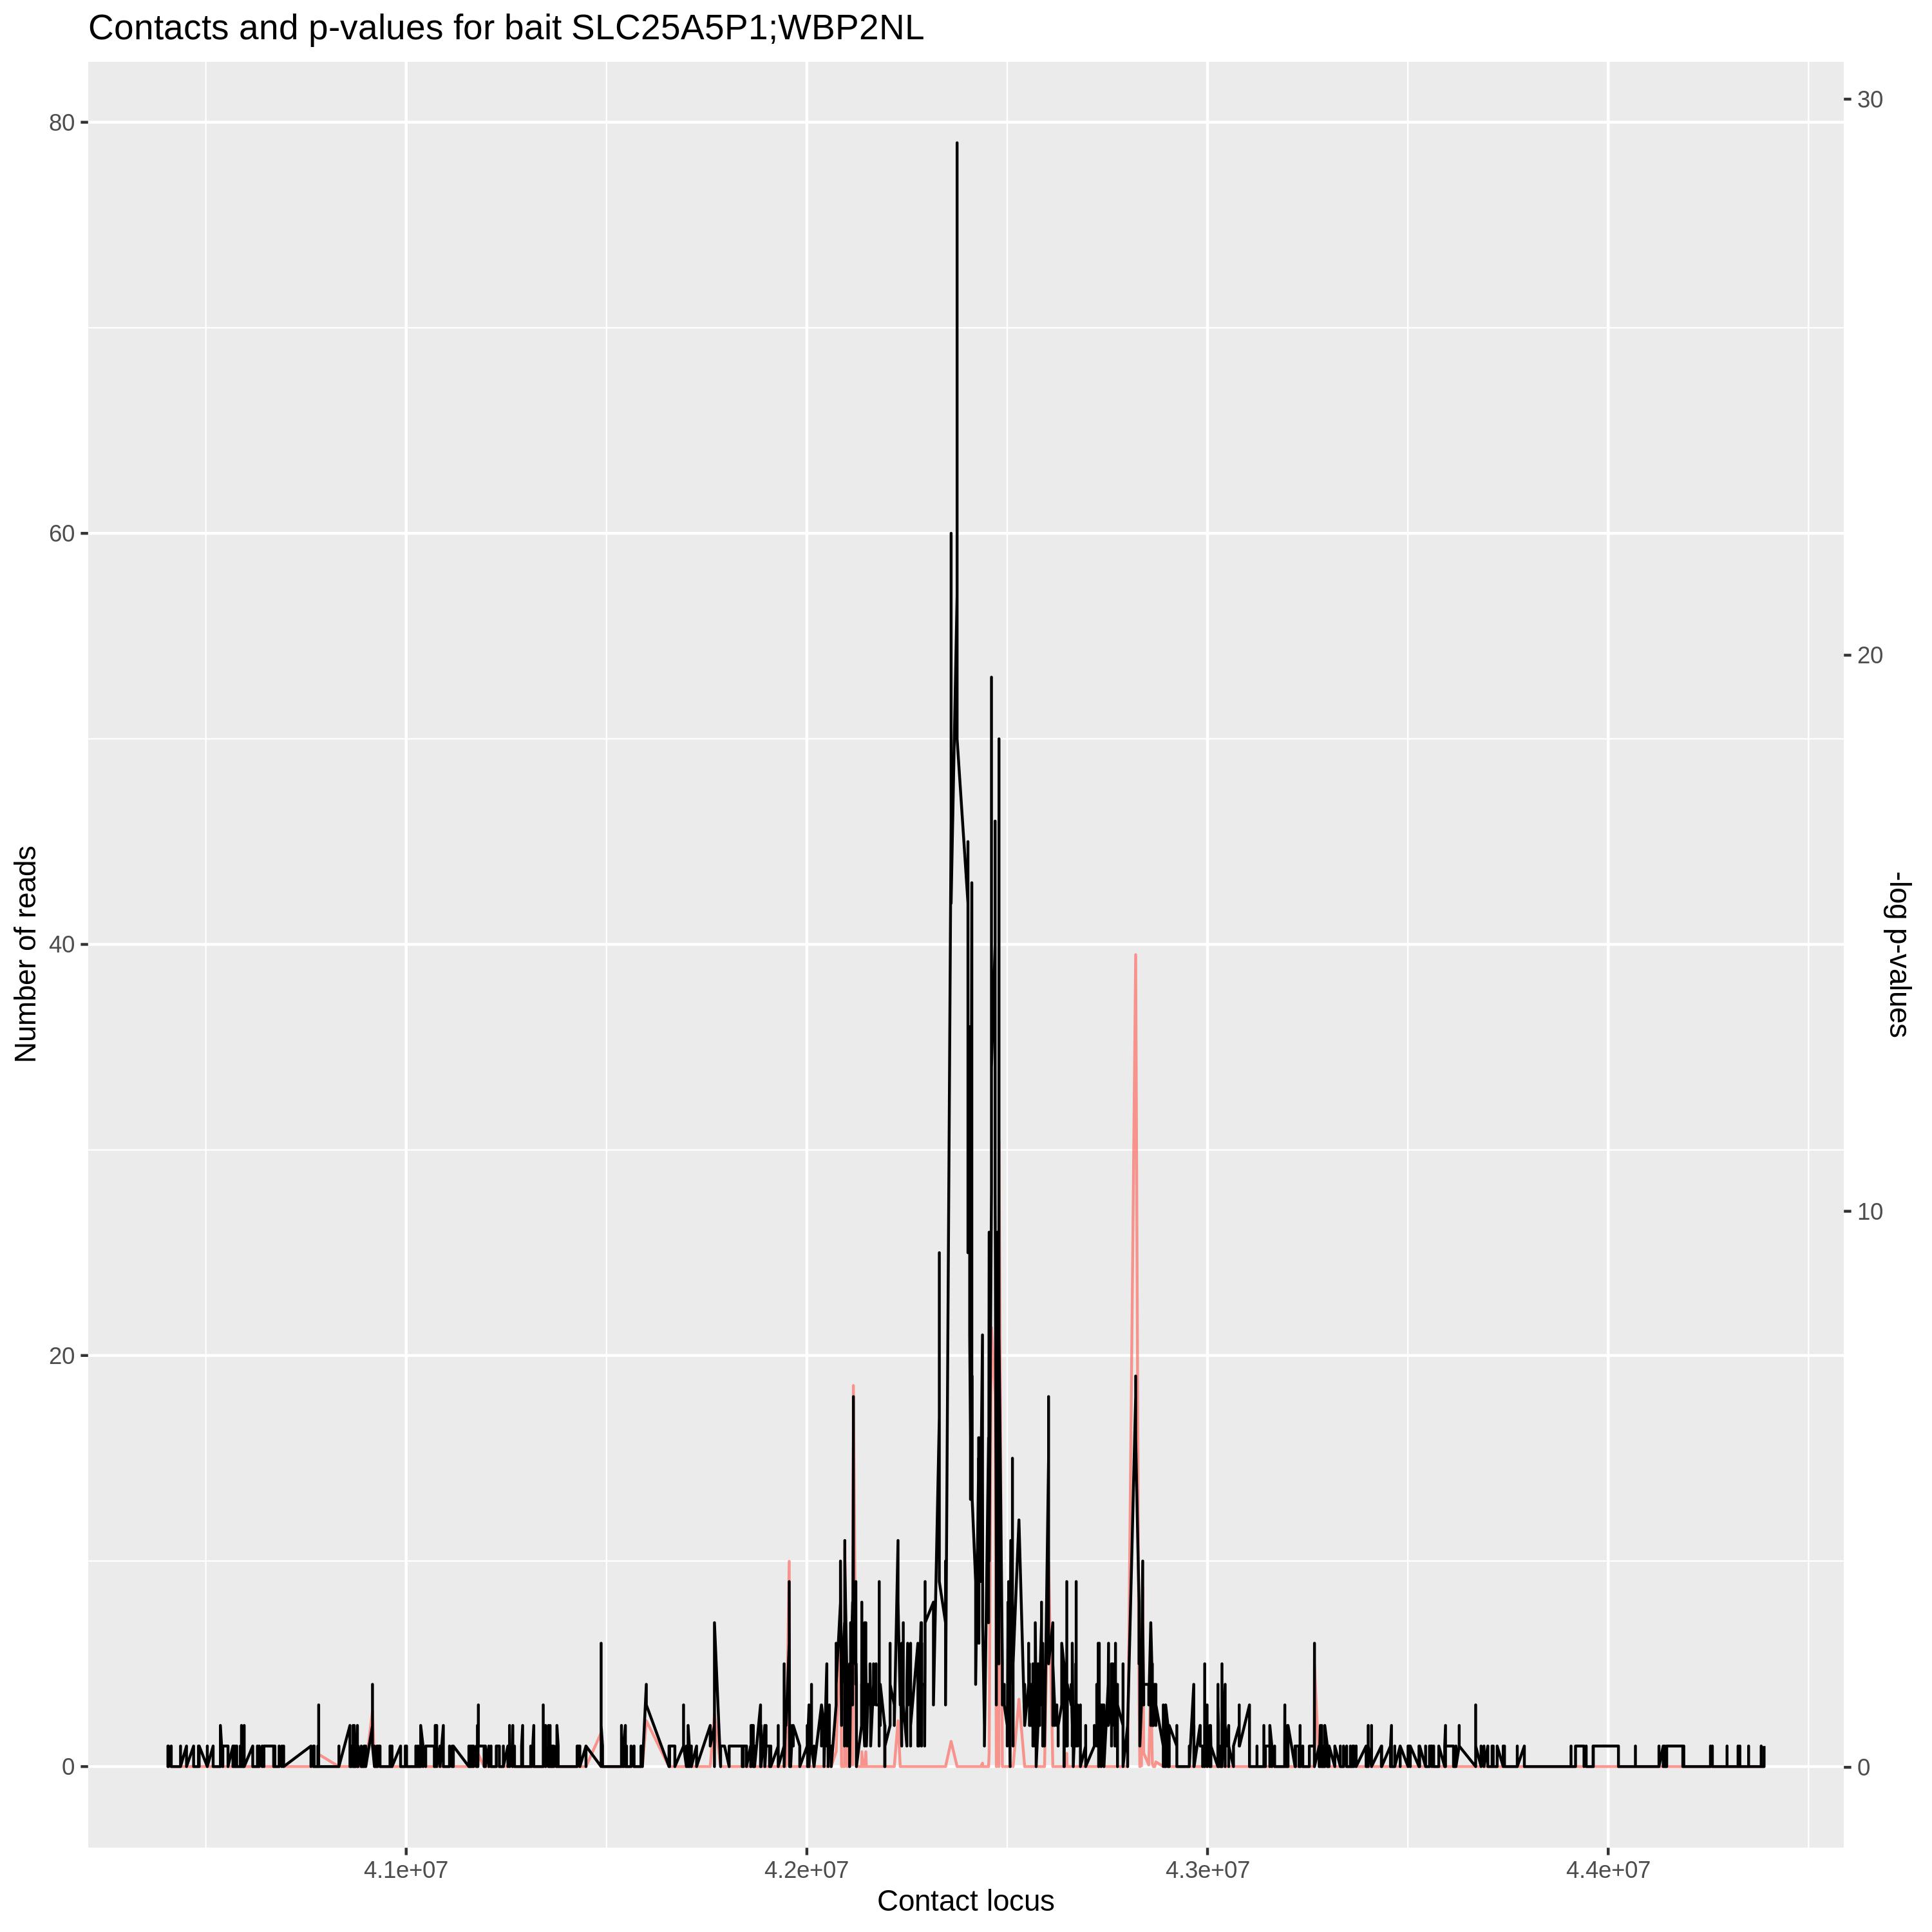 Contacts and p-values for bait SLC25A5P1;WBP2NL
80
60
40
20
0
Number of reads
30
20
10
0
-log p-values
4.1e+07
4.2e+07
4.3e+07
4.4e+07
Contact locus